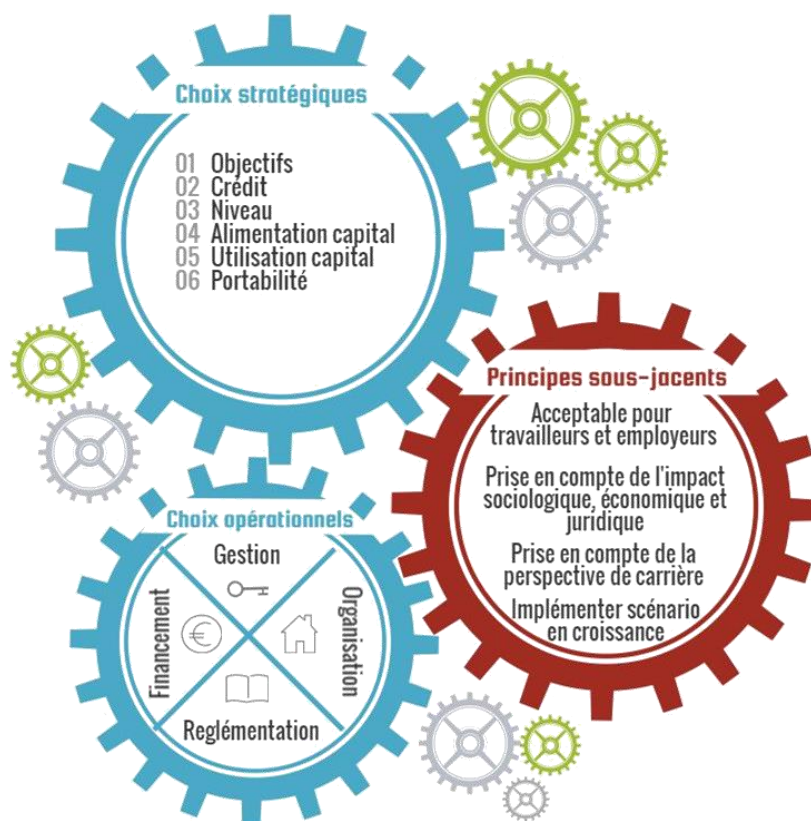 Choix stratégiques
01 Objectifs
02 Crédit
03 Niveau
04 Alimentation capital
05 Utilisation capital
06 Portabilité
Principes sous-jacents
Acceptable pour
travailleurs et employeurs
Prise en compte de l'impact
sociologique, économique et
juridique
Prise en compte de la
perspective de carrière
Implémenter scénario
en croissance
Choix opérationnels
Gestion
Financement
Organisation
Reglémentation